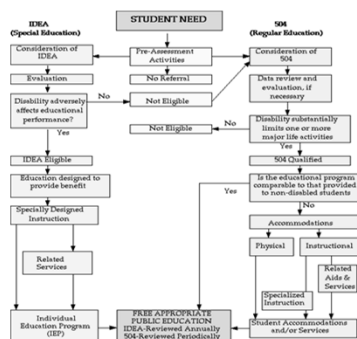 STUDENT NEED
IDEA
(Special Education)
504
(Regular Education)
Consideration of
IDEA
Pre-Assessment
Activities
Consideration of
504
Evaluation
No Referral
Data review and
evaluation, if
necessary
Disability adversely
affects educational
performance?
No
Not Eligible
Not Eligible
No
Disability substantially
limits one or more
major life activities
Yes
Yes
IDEA Eligible
504 Qualified
Education designed to
provide benefit
Yes
Is the educational program
comparable to that provided
to non-disabled students
No
Specially Designed
Instruction
Accommodations
Physical
Instructional
Related
Services
Related
Aids &
Services
Specialized
Instruction
Individual
Education Program
(IEP)
FREE APPROPRIATE
PUBLIC EDUCATION
IDEA-Reviewed Annually
504-Reviewed Periodically
Student Accommodations
and/or Services